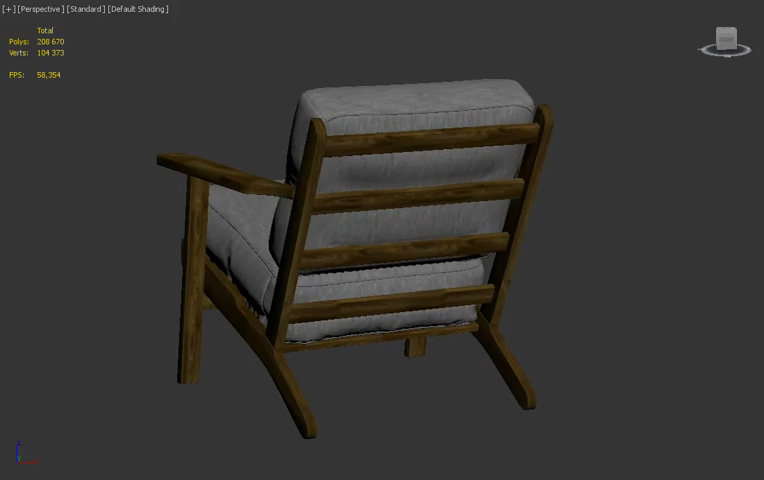 [+] [Perspective] [Standard] [Default Shading]
Total
Polys: 208 670
Verts: 104 373
FPS: 58,354